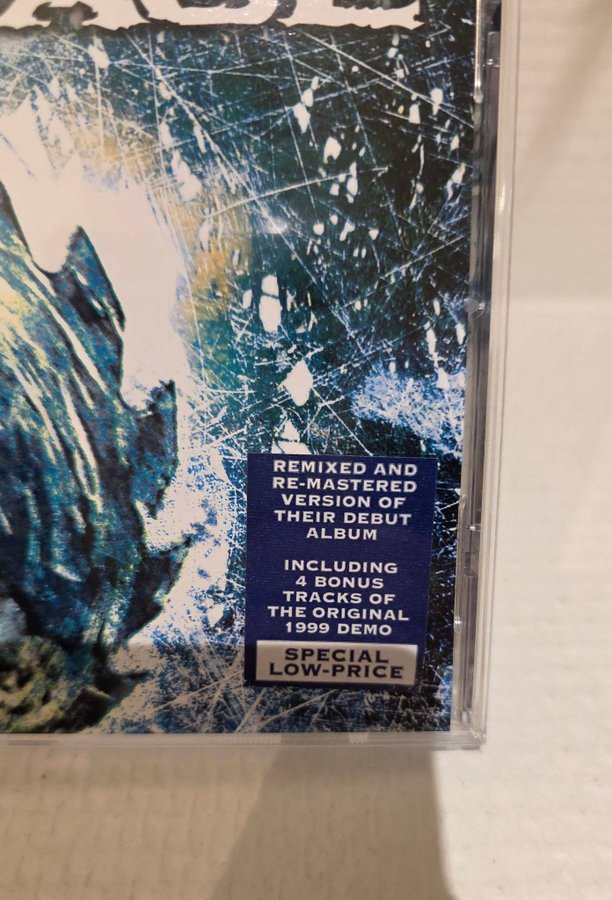 REMIXED AND
RE-MASTERED
VERSION OF
THEIR DEBUT
ALBUM
INCLUDING
4 BONUS
TRACKS OF
THE ORIGINAL
1999 DEMO
SPECIAL
LOW-PRICE